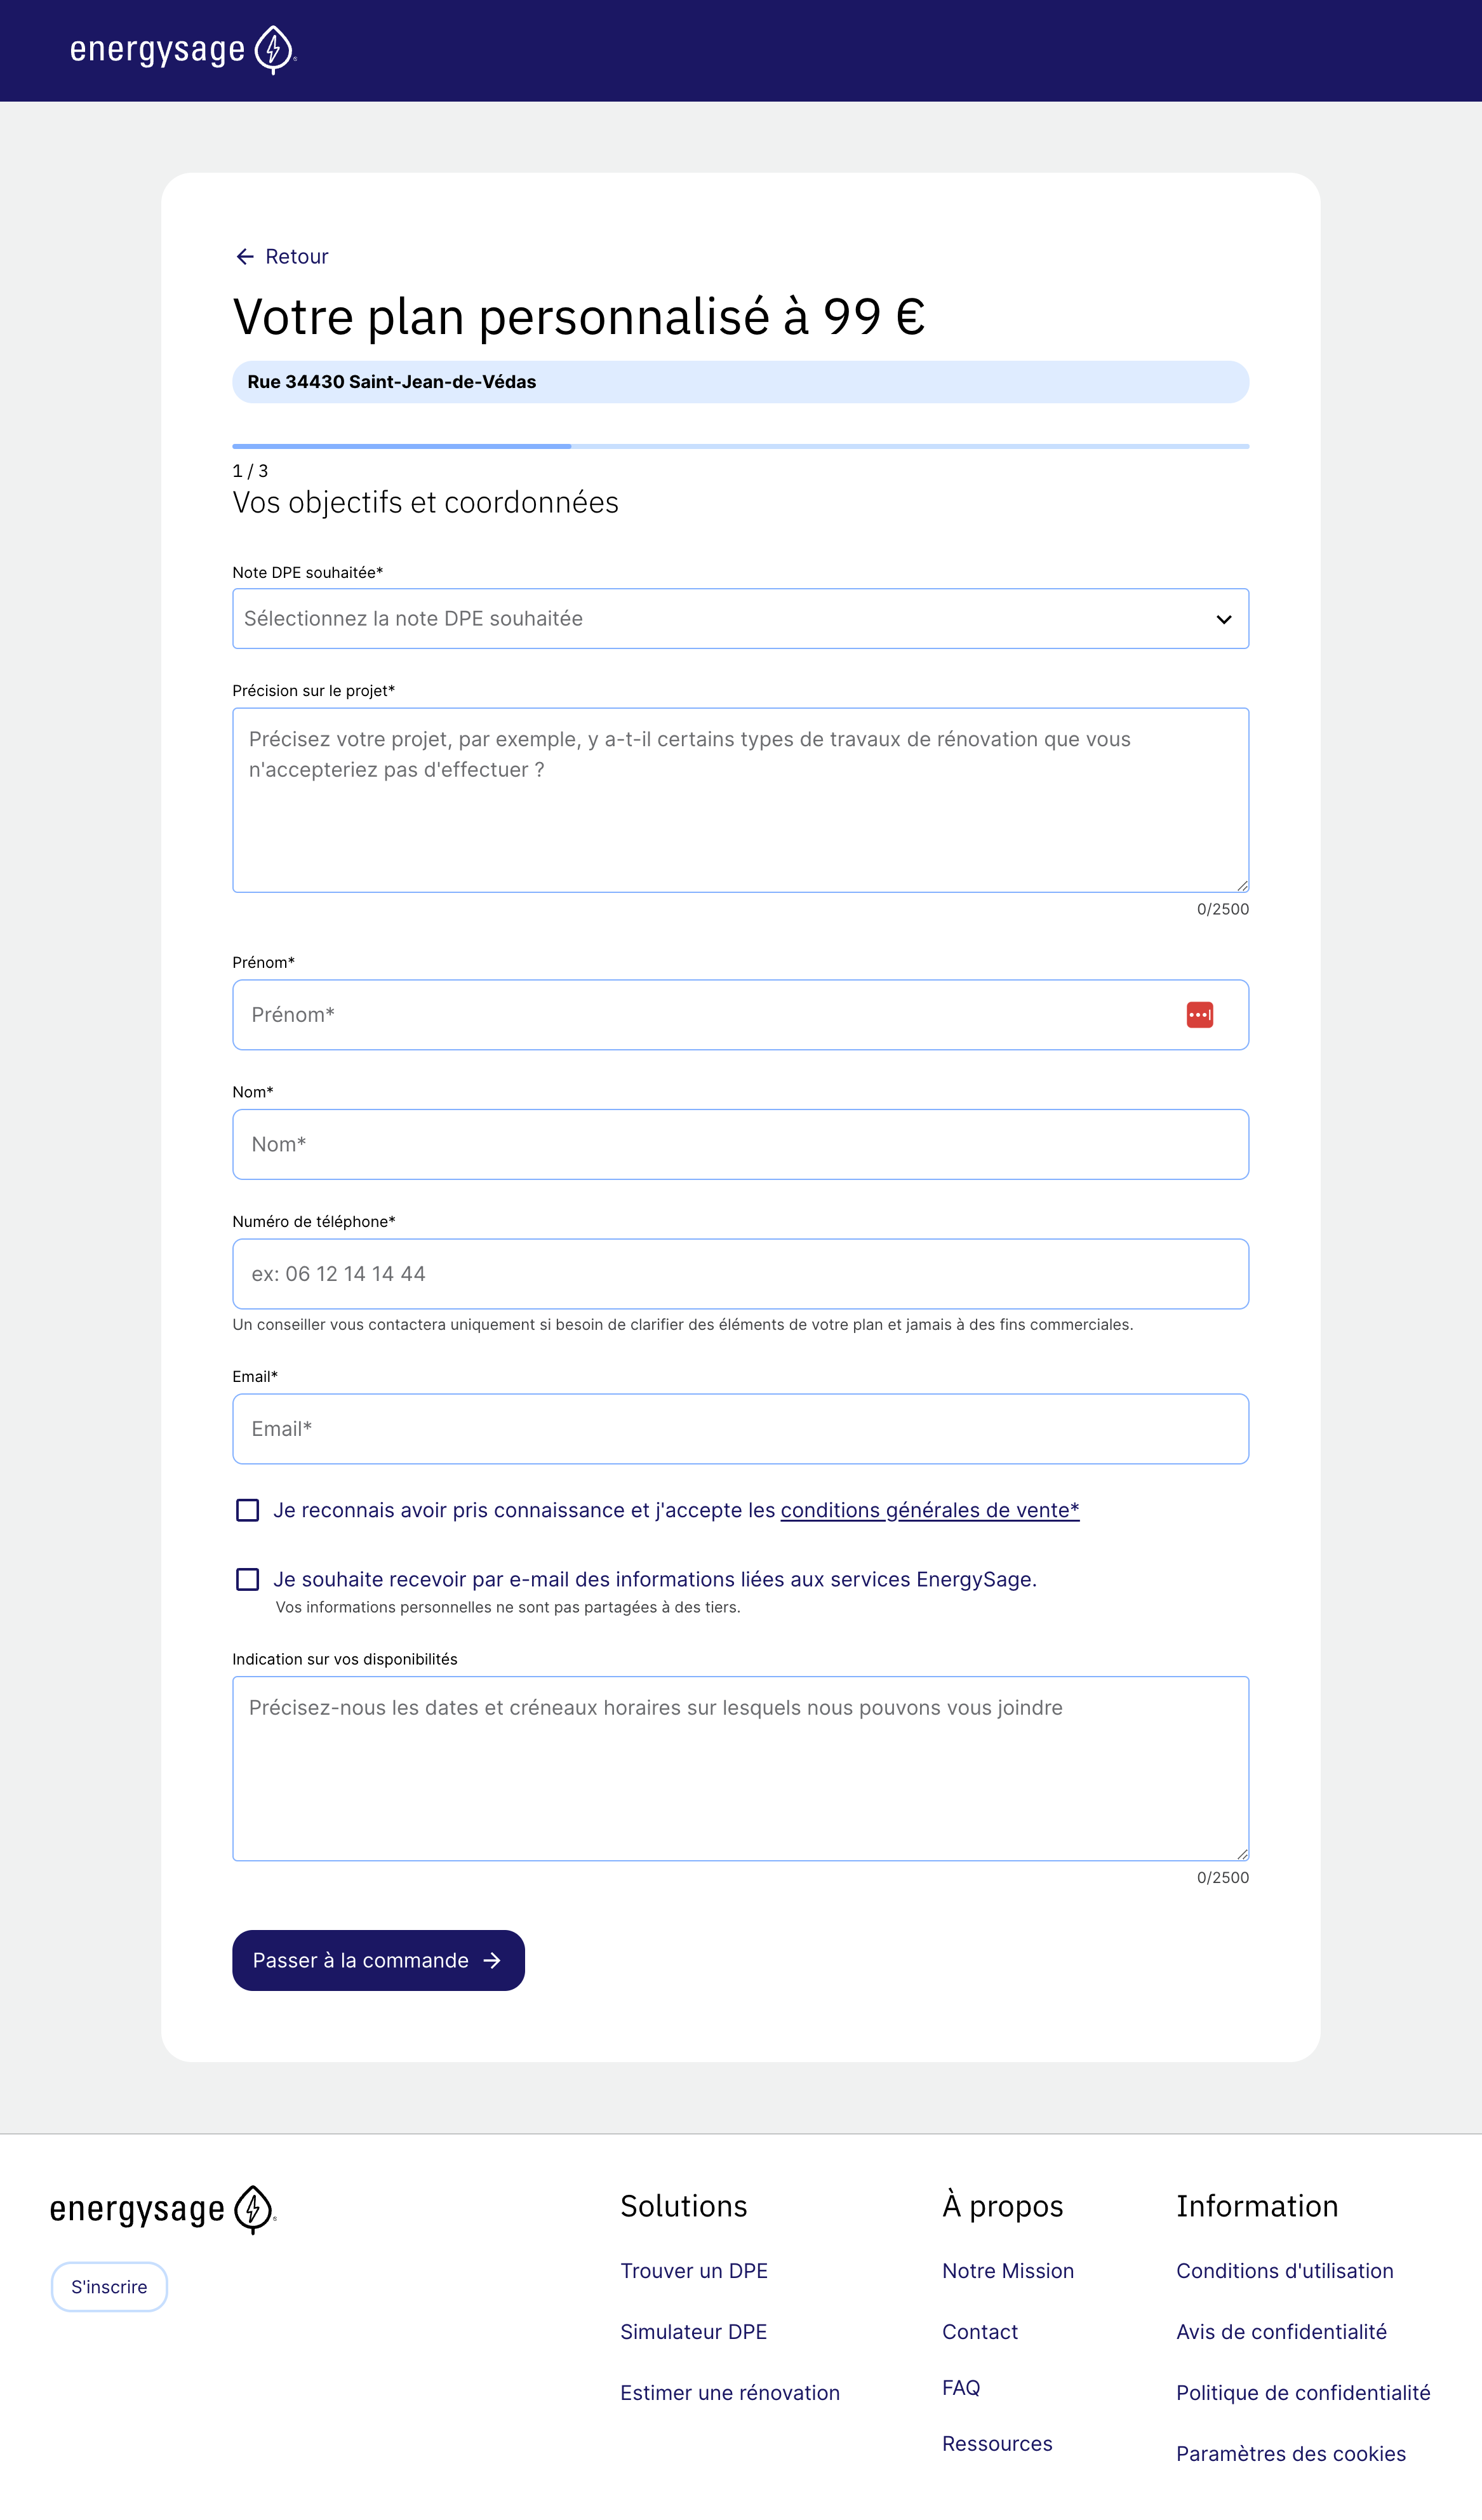 energysage
Retour
Votre plan personnalisé à 99 €
Rue 34430 Saint-Jean-de-Védas
1 / 3
Vos objectifs et coordonnées
Note DPE souhaitée*
Sélectionnez la note DPE souhaitée
Précision sur le projet*
Précisez votre projet, par exemple, y a-t-il certains types de travaux de rénovation que vous
n'accepteriez pas d'effectuer ?
0/2500
Prénom*
Prénom*
Nom*
Nom*
Numéro de téléphone*
ex: 06 12 14 14 44
Un conseiller vous contactera uniquement si besoin de clarifier des éléments de votre plan et jamais à des fins commerciales.
Email*
Email*
Je reconnais avoir pris connaissance et j'accepte les conditions générales de vente*
Je souhaite recevoir par e-mail des informations liées aux services EnergySage.
Vos informations personnelles ne sont pas partagées à des tiers.
Indication sur vos disponibilités
Précisez-nous les dates et créneaux horaires sur lesquels nous pouvons vous joindre
0/2500
Passer à la commande
energysage
S'inscrire
Solutions
Trouver un DPE
Simulateur DPE
Estimer une rénovation
À propos
Notre Mission
Contact
FAQ
Ressources
Information
Conditions d'utilisation
Avis de confidentialité
Politique de confidentialité
Paramètres des cookies